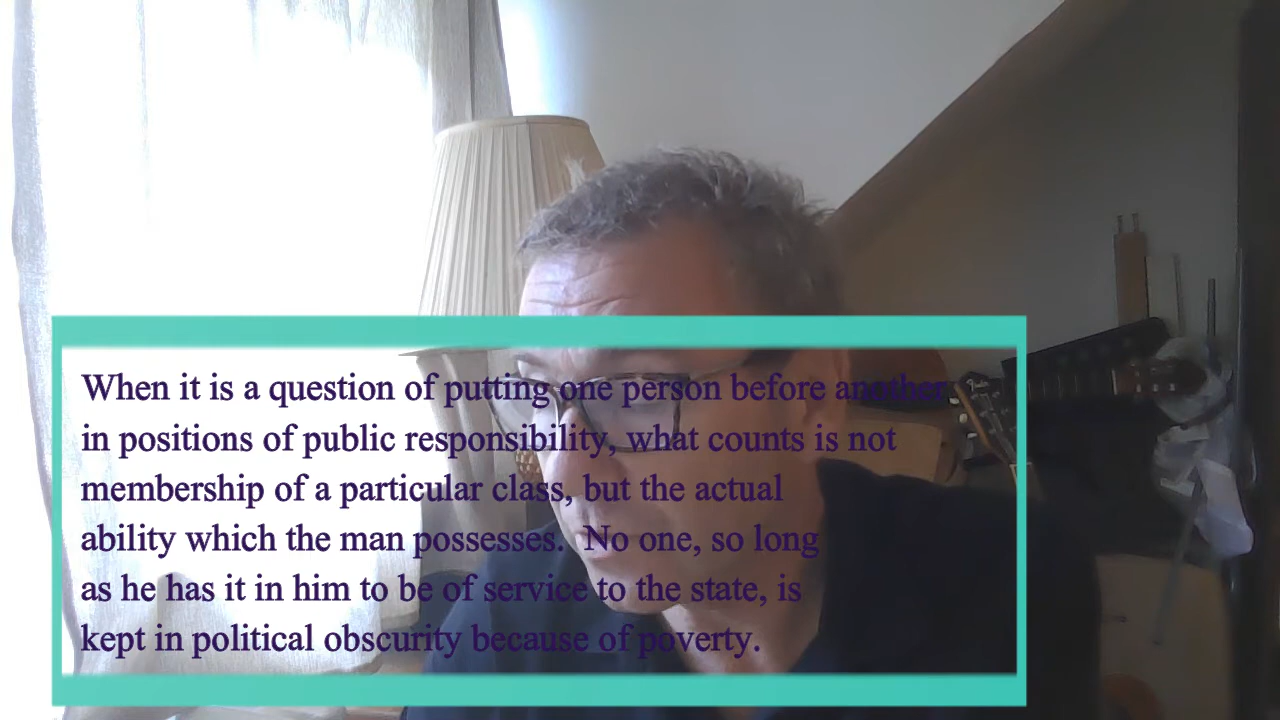 When it is a question of putting one person before another
in positions of public responsibility, what counts is not
membership of a particular class, but the actual
ability which the man possesses. No one, so long
as he has it in him to be of service to the state, is
kept in political obscurity because of poverty.